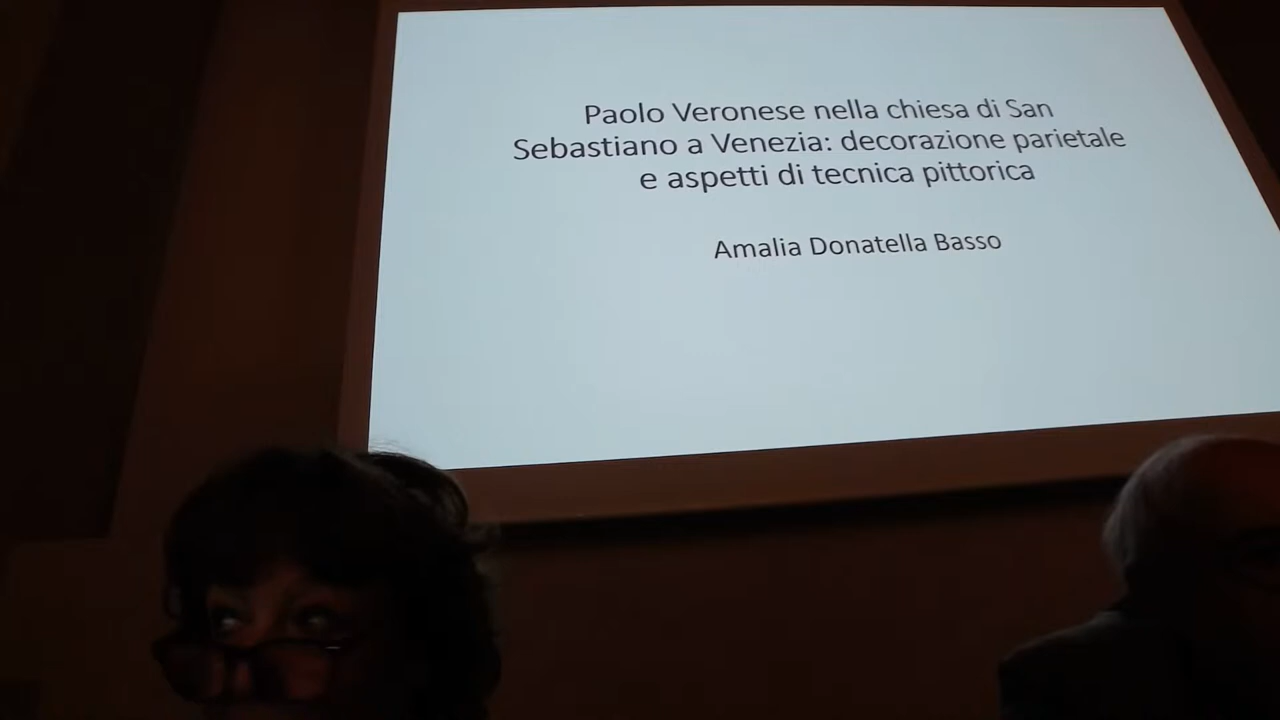 Paolo Veronese nella chiesa di San
Sebastiano a Venezia: decorazione parietale
e aspetti di tecnica pittorica
Amalia Donatella Basso